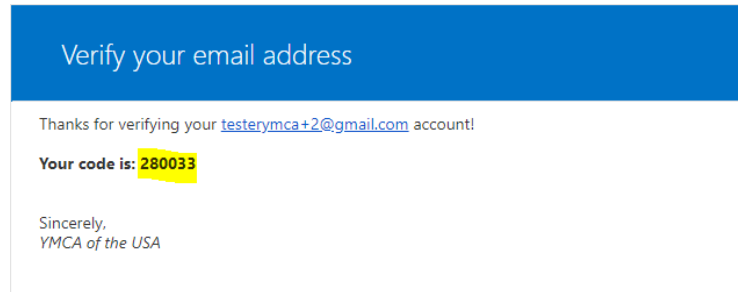 Verify your email address
Thanks for verifying your testerymca+2@gmail.com account!
Your code is: 280033
Sincerely,
YMCA of the USA